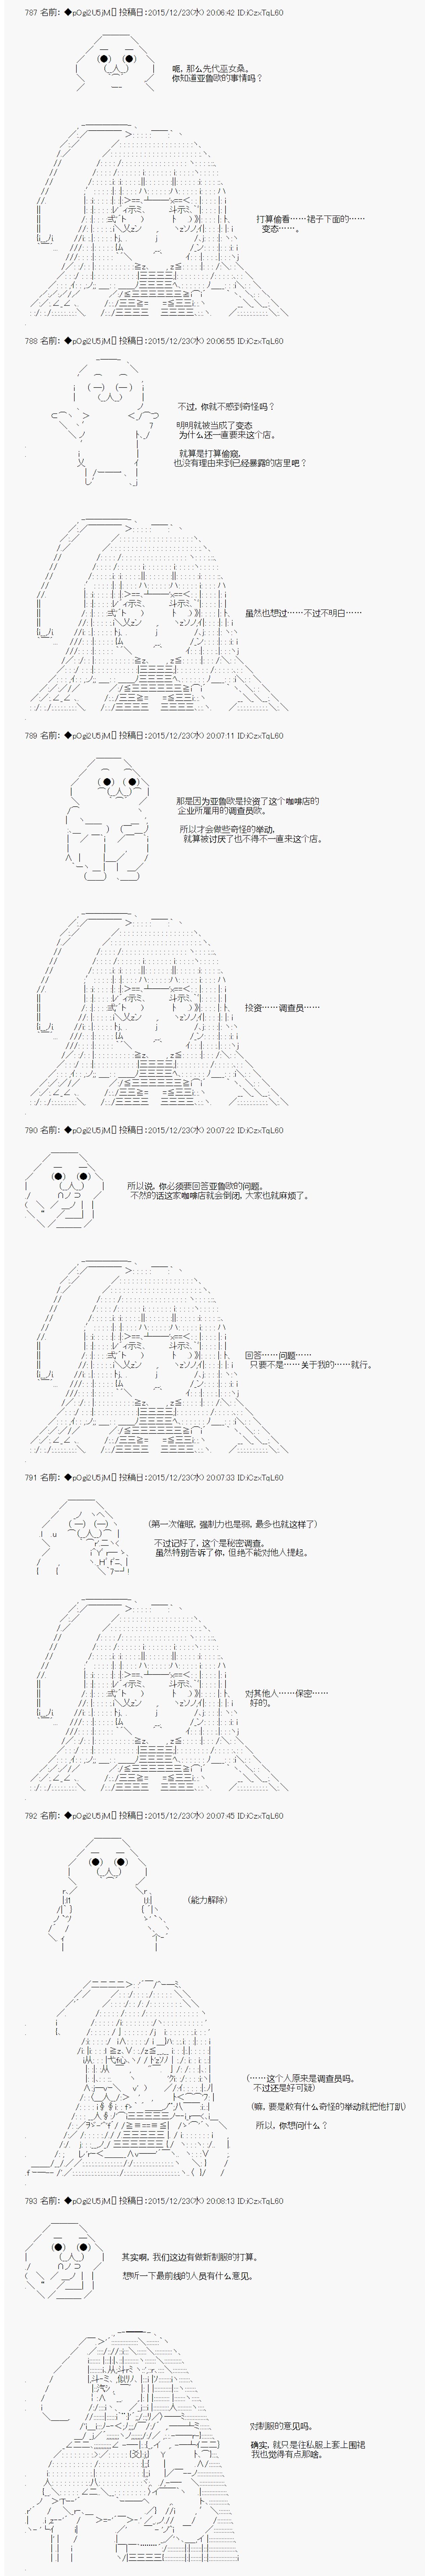 787 名前: ◆pOgi2U5jM[] 投稿日:2015/12/23(水) 20:06:42 ID:iCzxTqL60
呃, 那么先代巫女桑。
你知道亚鲁欧的事情吗?
打算偷看……裙子下面的……
变态……。
788 名前: ◆pOgi2U5jM[] 投稿日:2015/12/23(水) 20:06:55 ID:iCzxTqL60
不过, 你就不感到奇怪吗?
明明就被当成了变态
为什么还一直要来这个店。
就算是打算偷窥,
也没有理由来到已经暴露的店里吧?
虽然也想过……不过不明白……
789 名前: ◆pOgi2U5jM[] 投稿日:2015/12/23(水) 20:07:11 ID:iCzxTqL60
那是因为亚鲁欧是投资了这个咖啡店的
企业所雇用的调查员欧。
所以才会做些奇怪的举动,
就算被讨厌了也不得不一直来这个店。
投资……调查员……
790 名前: ◆pOgi2U5jM[] 投稿日:2015/12/23(水) 20:07:22 ID:iCzxTqL60
所以说, 你必须要回答亚鲁欧的问题。
不然的话这家咖啡店就会倒闭, 大家也就麻烦了。
回答……问题……
只要不是……关于我的……就行。
791 名前: ◆pOgi2U5jM[] 投稿日:2015/12/23(水) 20:07:33 ID:iCzxTqL60
(第一次催眠, 强制力也是弱, 最多也就这样了)
不过记好了, 这个是秘密调查。
虽然特别告诉了你, 但绝不能对他人提起。
对其他人……保密……
好的。
792 名前: ◆pOgi2U5jM[] 投稿日:2015/12/23(水) 20:07:45 ID:iCzxTqL60
(能力解除)
(……这个人原来是调查员吗。
不过还是好可疑)
(嘛, 要是敢有什么奇怪的举动就把他打趴)
所以, 你想问什么?
793 名前: ◆pOgi2U5jM[] 投稿日:2015/12/23(水) 20:08:13 ID:iCzxTqL60
其实啊, 我们这边有做新制服的打算。
想听一下最前线的人员有什么意见。
对制服的意见吗。
确实, 就只是往私服上套上围裙
我也觉得有点那啥。